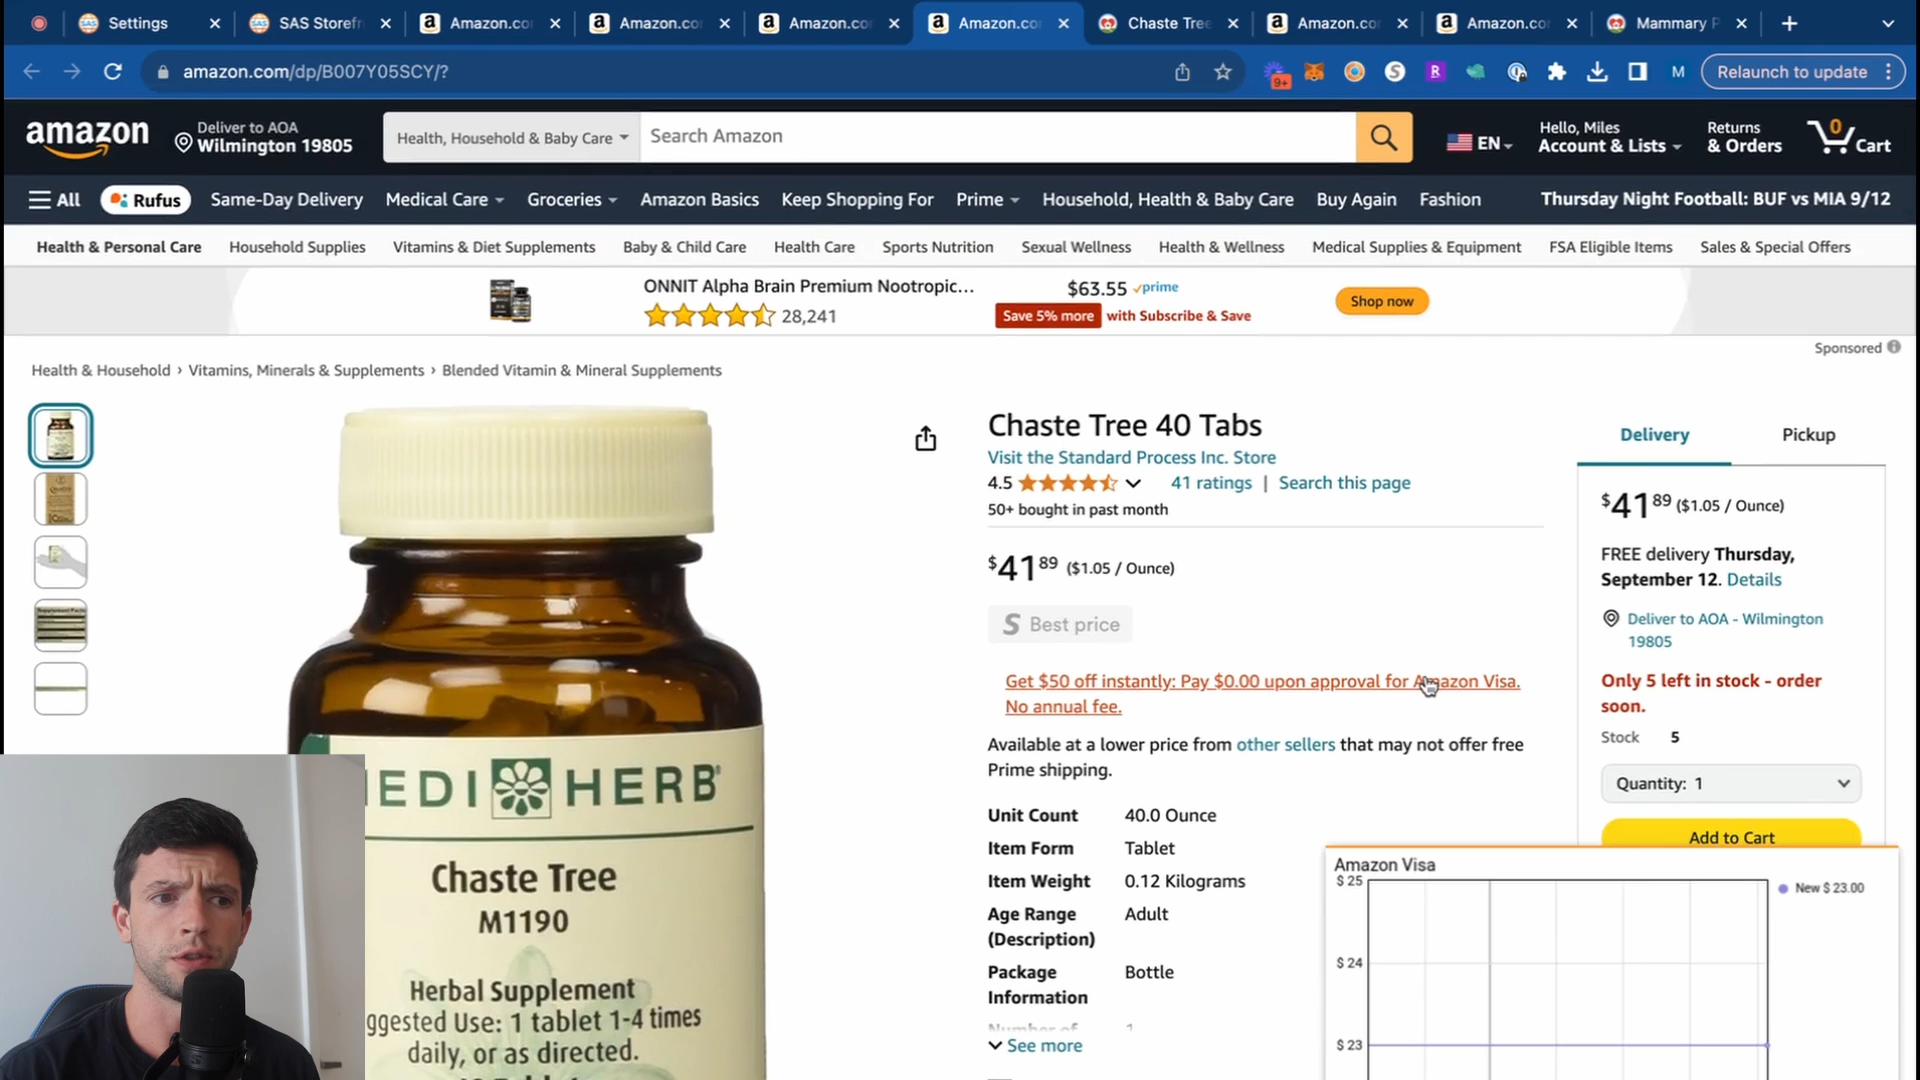 Settings
SAS Storefr
Amazon.co
Amazon.co
Amazon.co
Amazon.co
Chaste Tree
Amazon.co
Amazon.co
Mammary P
amazon.com/dp/B007Y05SCY/?
9+
S
R
M
Relaunch to update
amazon
Deliver to AOA
Wilmington 19805
Health, Household & Baby Care
Search Amazon
EN
Hello, Miles
Account & Lists
Returns
& Orders
0
Cart
All
Rufus
Same-Day Delivery
Medical Care
Groceries
Amazon Basics
Keep Shopping For
Prime
Household, Health & Baby Care
Buy Again
Fashion
Thursday Night Football: BUF vs MIA 9/12
Health & Personal Care
Household Supplies
Vitamins & Diet Supplements
Baby & Child Care
Health Care
Sports Nutrition
Sexual Wellness
Health & Wellness
Medical Supplies & Equipment
FSA Eligible Items
Sales & Special Offers
ONNIT Alpha Brain Premium Nootropic…
28,241
$63.55 prime
Save 5% more with Subscribe & Save
Shop now
Sponsored
Health & Household › Vitamins, Minerals & Supplements › Blended Vitamin & Mineral Supplements
EDI HERB®
Chaste Tree
M1190
Herbal Supplement
ggested Use: 1 tablet 1-4 times
daily, or as directed.
Chaste Tree 40 Tabs
Visit the Standard Process Inc. Store
4.5 41 ratings | Search this page
50+ bought in past month
$41 89 ($1.05 / Ounce)
S Best price
Get $50 off instantly: Pay $0.00 upon approval for Amazon Visa.
No annual fee.
Available at a lower price from other sellers that may not offer free
Prime shipping.
Unit Count 40.0 Ounce
Item Form Tablet
Item Weight 0.12 Kilograms
Age Range Adult
(Description)
Package Bottle
Information
Number of 1
See more
Delivery
Pickup
$41 89 ($1.05 / Ounce)
FREE delivery Thursday,
September 12. Details
Deliver to AOA - Wilmington
19805
Only 5 left in stock - order
soon.
Stock 5
Quantity: 1
Add to Cart
Amazon Visa
$ 25
$ 24
$ 23
New $ 23.00